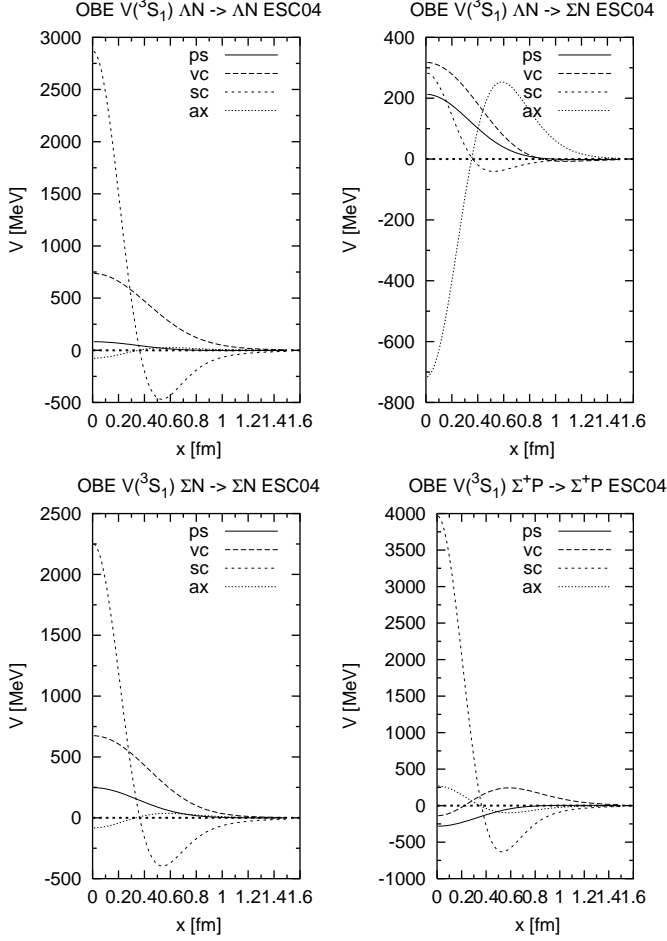 OBE V(³S₁) ΛN -> ΛN ESC04
3000
2500
2000
1500
1000
500
0
-500
V [MeV]
ps
vc
sc
ax
0 0.20.40.60.8 1 1.21.41.6
x [fm]
OBE V(³S₁) ΛN -> ΣN ESC04
400
200
0
-200
-400
-600
-800
V [MeV]
ps
vc
sc
ax
0 0.20.40.60.8 1 1.21.41.6
x [fm]
OBE V(³S₁) ΣN -> ΣN ESC04
2500
2000
1500
1000
500
0
-500
V [MeV]
ps
vc
sc
ax
0 0.20.40.60.8 1 1.21.41.6
x [fm]
OBE V(³S₁) Σ⁺P -> Σ⁺P ESC04
4000
3500
3000
2500
2000
1500
1000
500
0
-500
-1000
V [MeV]
ps
vc
sc
ax
0 0.20.40.60.8 1 1.21.41.6
x [fm]